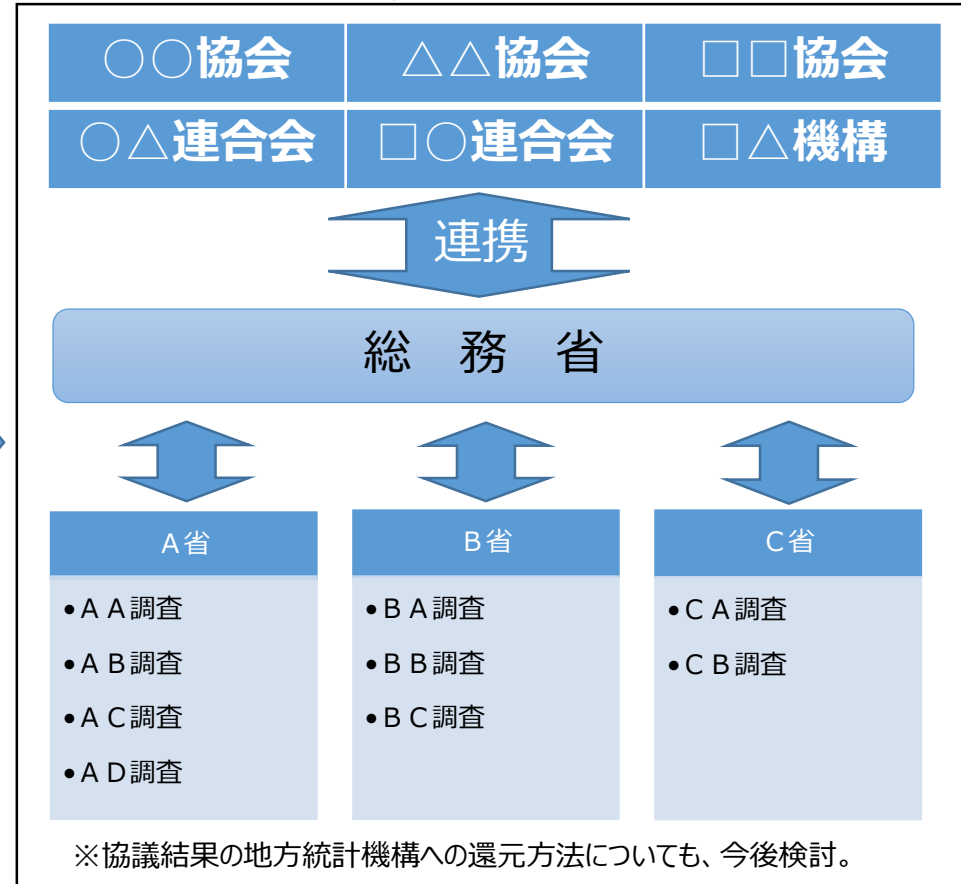 ○○協会
△△協会
□□協会
○△連合会
□○連合会
□△機構
連携
総　務　省
Ａ省
•ＡＡ調査
•ＡＢ調査
•ＡＣ調査
•ＡＤ調査
Ｂ省
•ＢＡ調査
•ＢＢ調査
•ＢＣ調査
Ｃ省
•ＣＡ調査
•ＣＢ調査
※協議結果の地方統計機構への還元方法についても、今後検討。